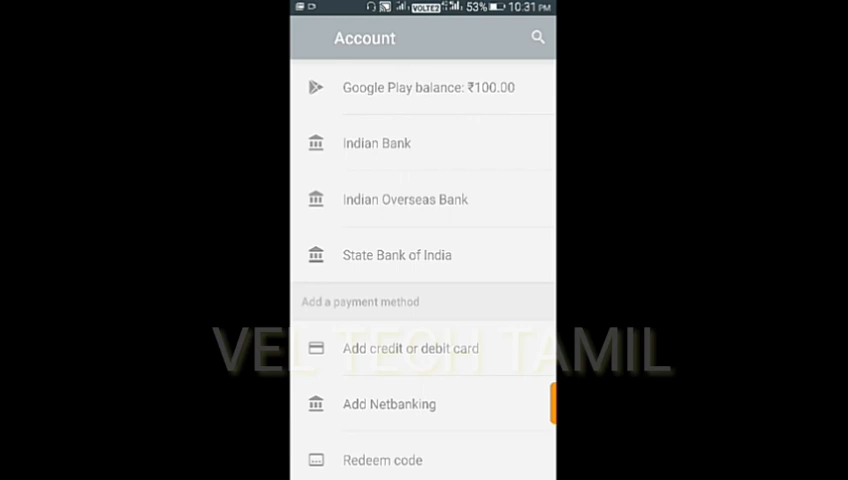 VOLTE2 53% 10.31 PM
Account
Google Play balance: ₹100.00
Indian Bank
Indian Overseas Bank
State Bank of India
Add a payment method
VEL TECH TAMIL
Add credit or debit card
Add Netbanking
Redeem code